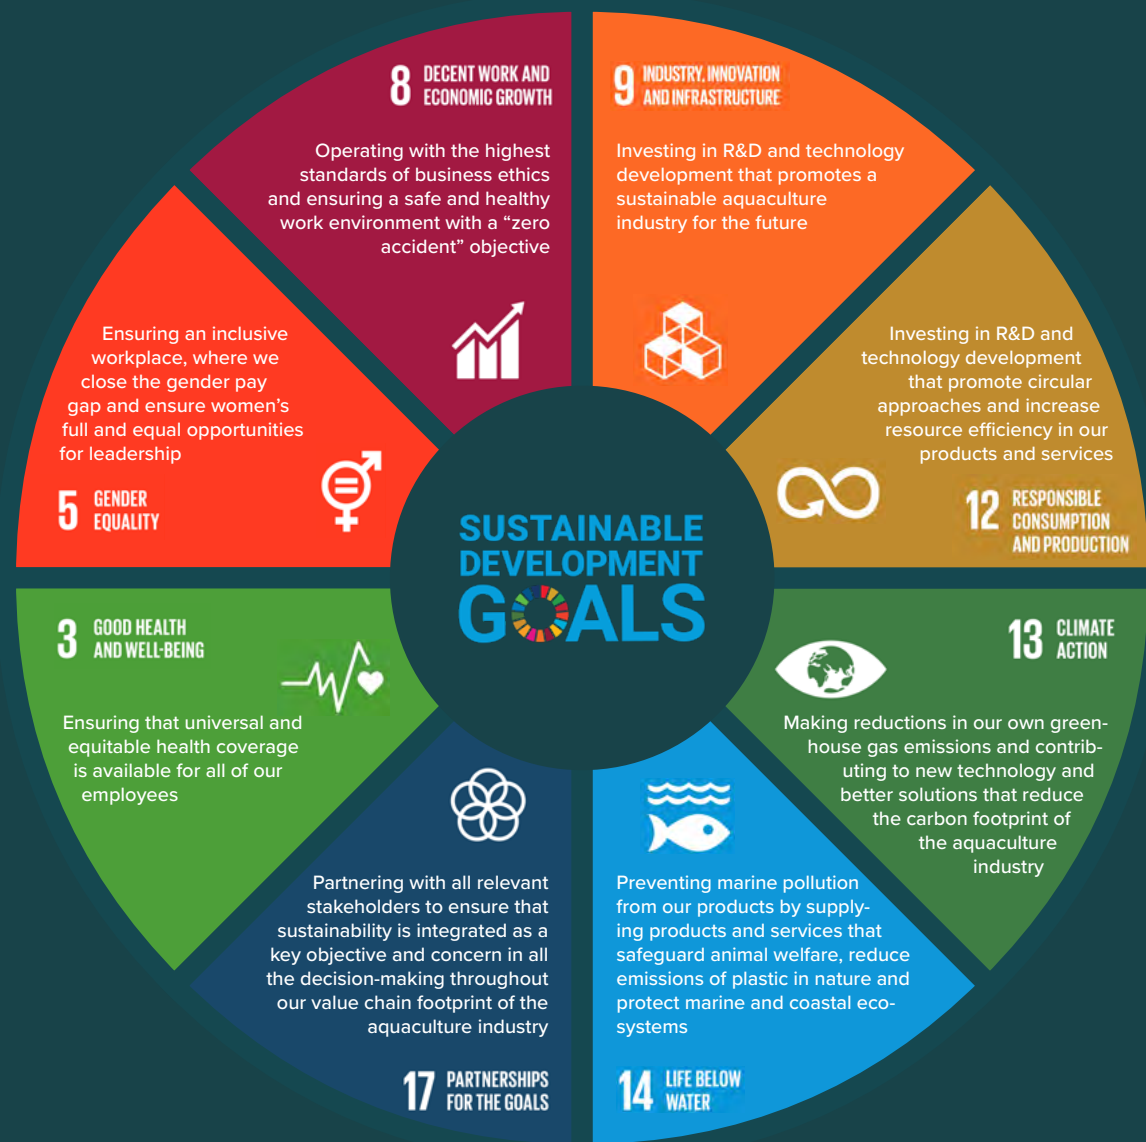 8 DECENT WORK AND
ECONOMIC GROWTH
Operating with the highest
standards of business ethics
and ensuring a safe and healthy
work environment with a “zero
accident” objective
9 INDUSTRY, INNOVATION
AND INFRASTRUCTURE
Investing in R&D and technology
development that promotes a
sustainable aquaculture
industry for the future
Ensuring an inclusive
workplace, where we
close the gender pay
gap and ensure women’s
full and equal opportunities
for leadership
5 GENDER
EQUALITY
Investing in R&D and
technology development
that promote circular
approaches and increase
resource efficiency in our
products and services
12 RESPONSIBLE
CONSUMPTION
AND PRODUCTION
SUSTAINABLE
DEVELOPMENT
GOALS
3 GOOD HEALTH
AND WELL-BEING
Ensuring that universal and
equitable health coverage
is available for all of our
employees
13 CLIMATE
ACTION
Making reductions in our own green-
house gas emissions and contrib-
uting to new technology and
better solutions that reduce
the carbon footprint of
the aquaculture
industry
Partnering with all relevant
stakeholders to ensure that
sustainability is integrated as a
key objective and concern in all
the decision-making throughout
our value chain footprint of the
aquaculture industry
17 PARTNERSHIPS
FOR THE GOALS
Preventing marine pollution
from our products by supply-
ing products and services that
safeguard animal welfare, reduce
emissions of plastic in nature and
protect marine and coastal eco-
systems
14 LIFE BELOW
WATER